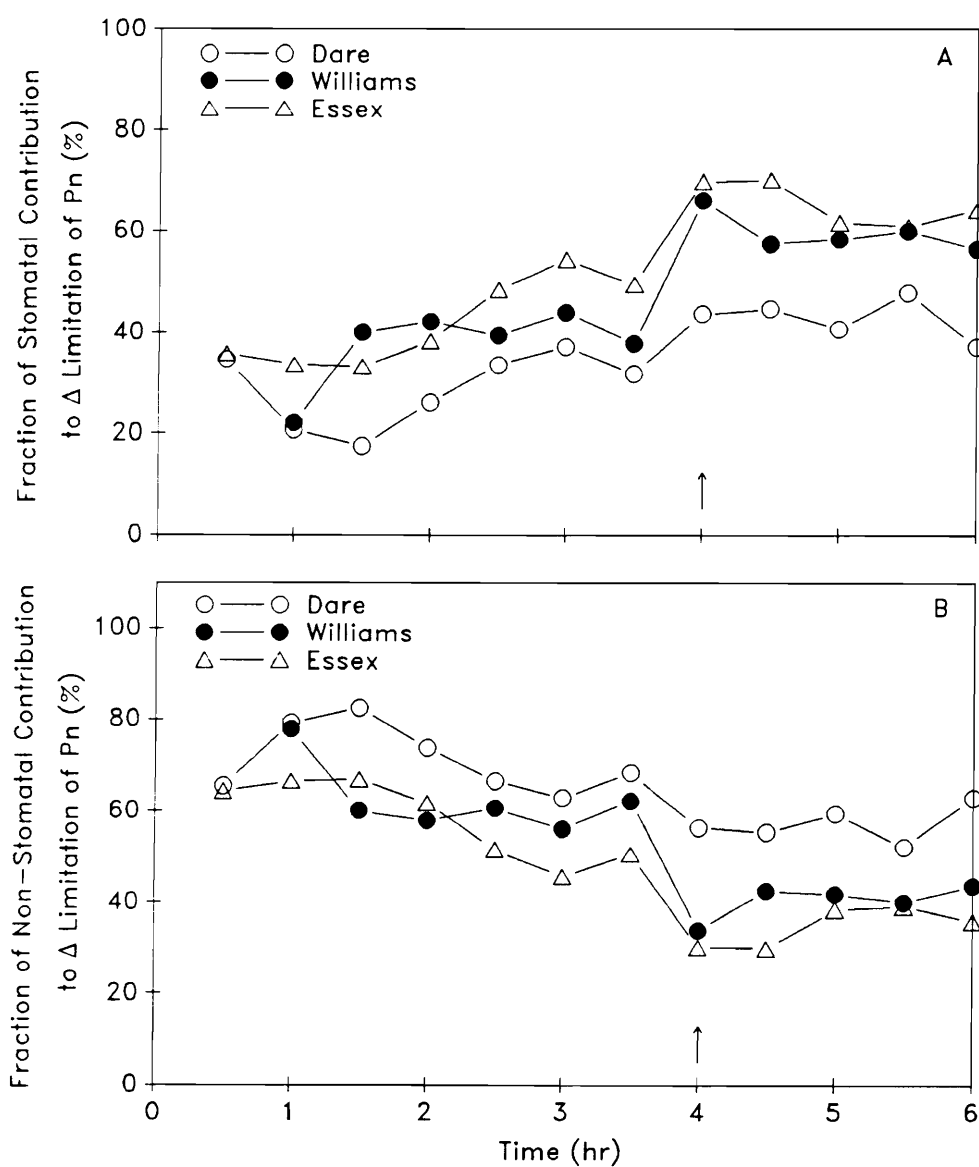 A
Dare
Williams
Essex
Fraction of Stomatal Contribution
to Δ Limitation of Pn (%)
100
80
60
40
20
0
B
Dare
Williams
Essex
Fraction of Non-Stomatal Contribution
to Δ Limitation of Pn (%)
100
80
60
40
20
0
0 1 2 3 4 5 6
Time (hr)